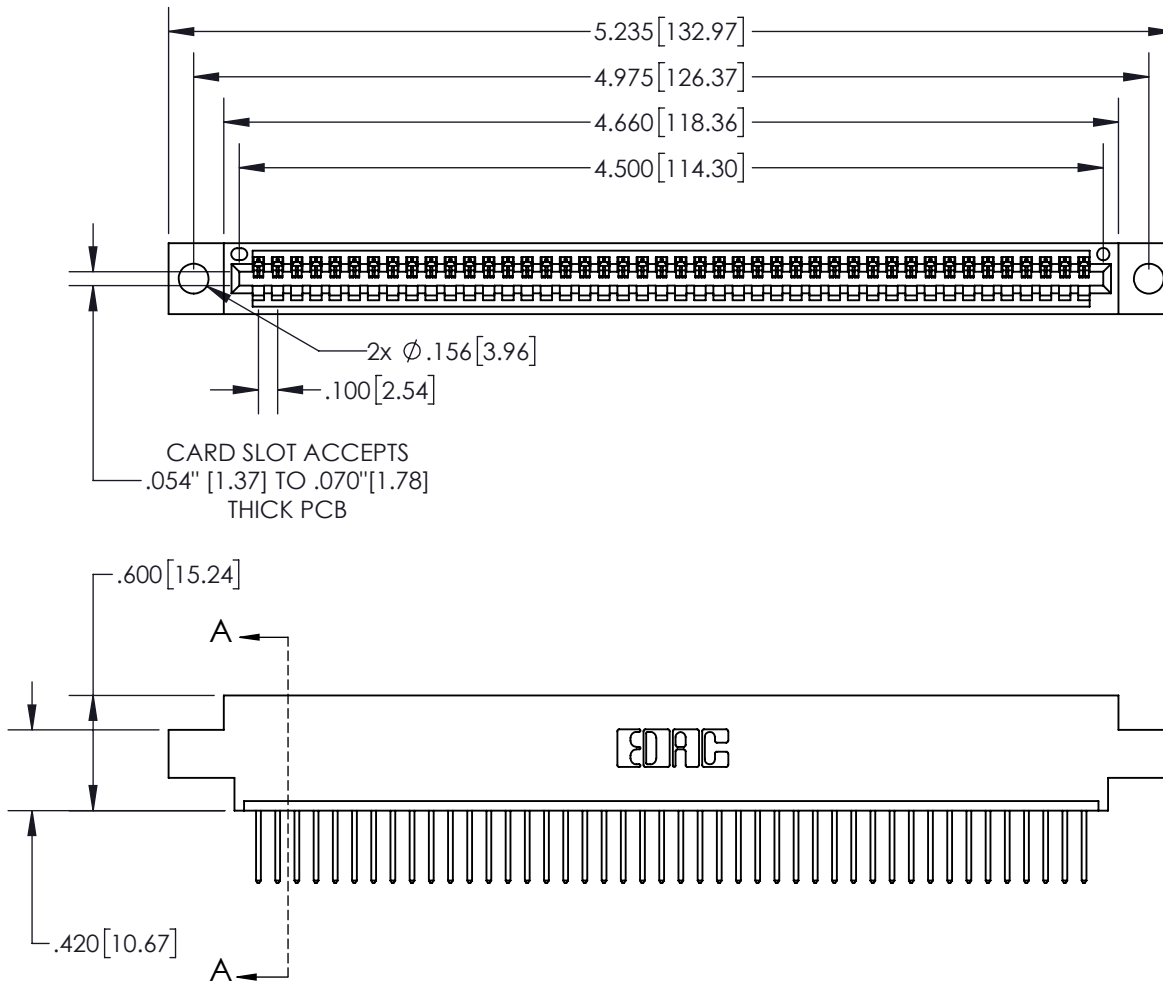 5.235[132.97]
4.975[126.37]
4.660[118.36]
4.500[114.30]
2x Ø.156[3.96]
.100[2.54]
CARD SLOT ACCEPTS
.054" [1.37] TO .070"[1.78]
THICK PCB
.600[15.24]
A
EDAC
.420[10.67]
A